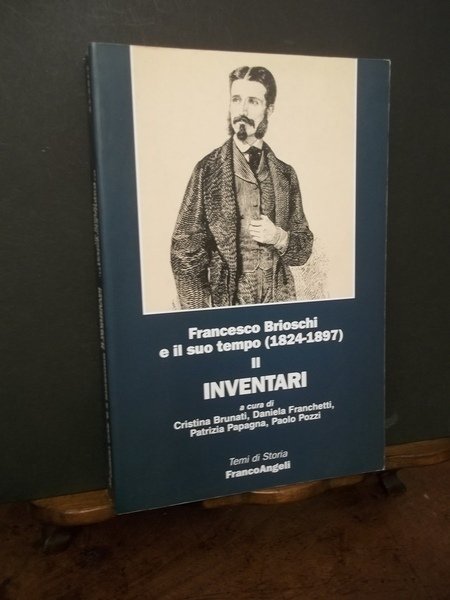 Francesco Brioschi
e il suo tempo (1824-1897)
II
INVENTARI
a cura di
Cristina Brunati, Daniela Franchetti,
Patrizia Papagna, Paolo Pozzi
Temi di Storia
FrancoAngeli